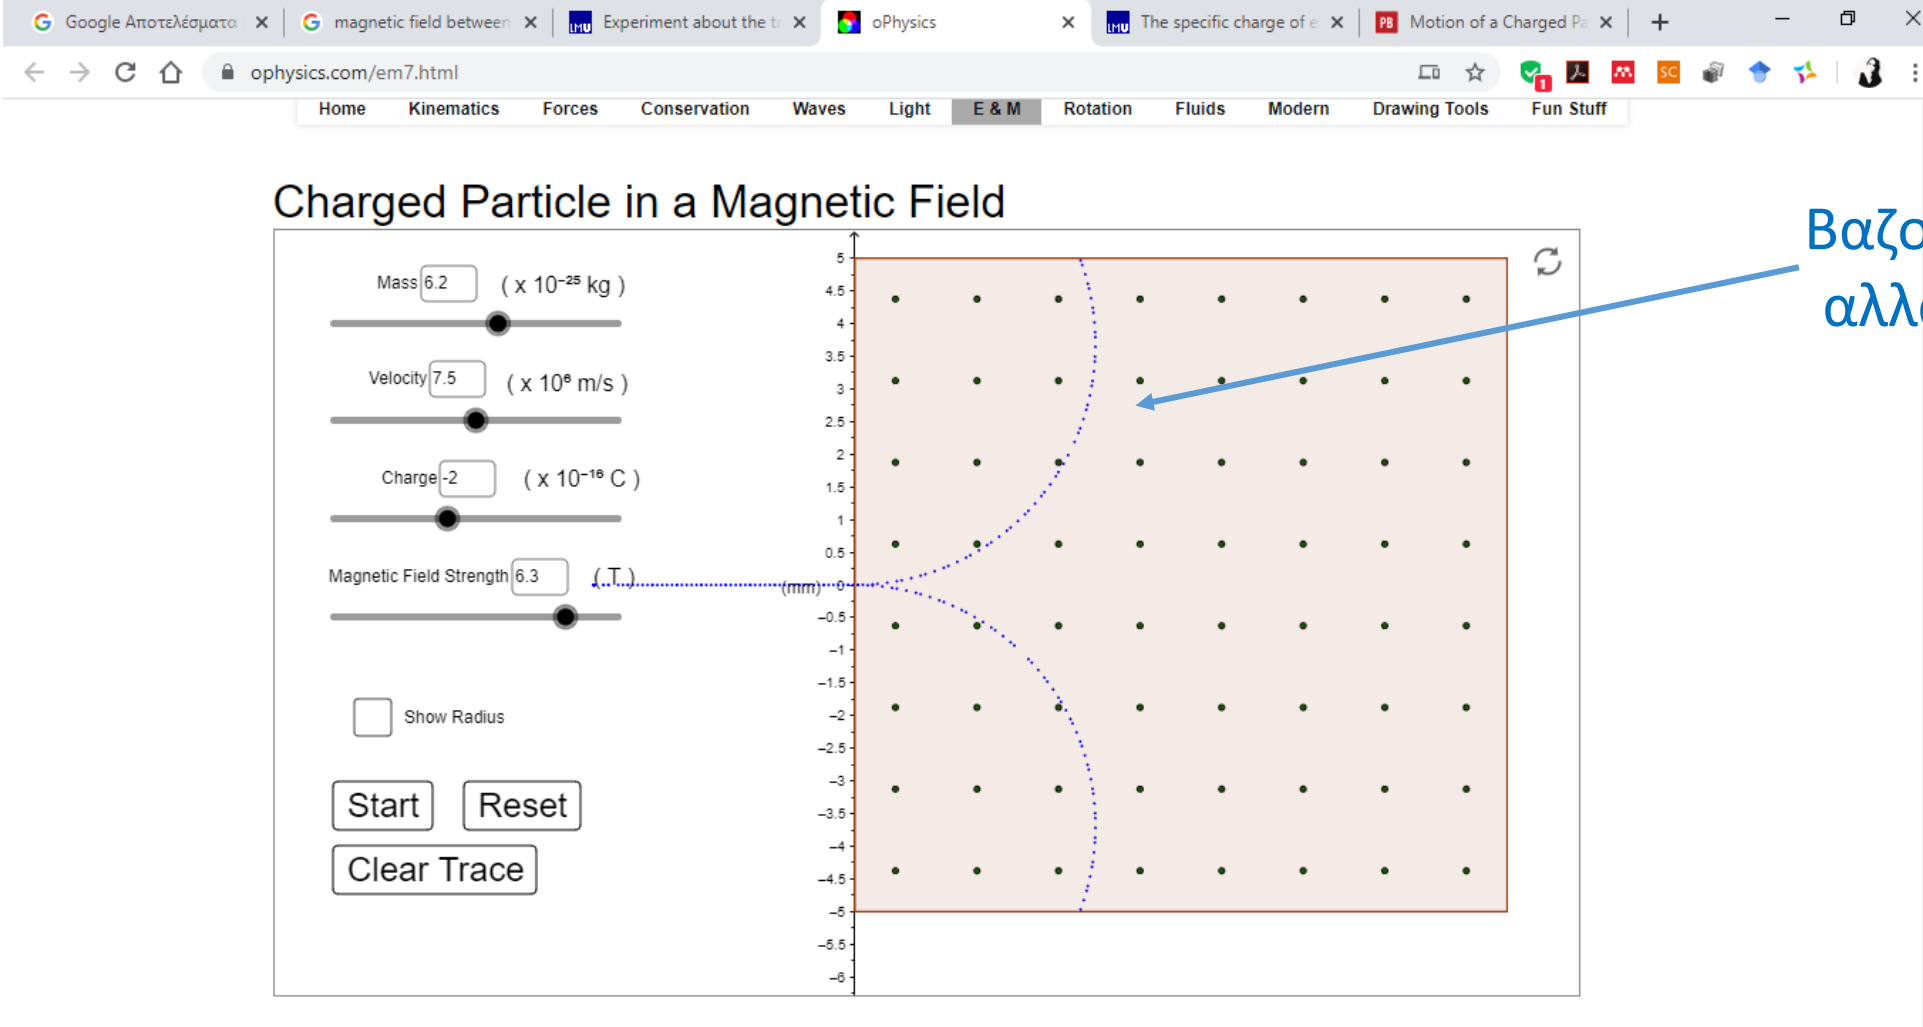 Google Αποτελέσματα
magnetic field between
Experiment about the t
oPhysics
The specific charge of e
Motion of a Charged Pa
ophysics.com/em7.html
SC
1
Home Kinematics Forces Conservation Waves Light E & M Rotation Fluids Modern Drawing Tools Fun Stuff
Charged Particle in a Magnetic Field
Βαζο
αλλ
Mass 6.2 ( x 10⁻²⁵ kg )
Velocity 7.5 ( x 10⁶ m/s )
Charge -2 ( x 10⁻¹⁶ C )
Magnetic Field Strength 6.3 ( T )
Show Radius
Start Reset
Clear Trace
5
4.5
4
3.5
3
2.5
2
1.5
1
0.5
(mm) 0
−0.5
−1
−1.5
−2
−2.5
−3
−3.5
−4
−4.5
−5
−5.5
−6